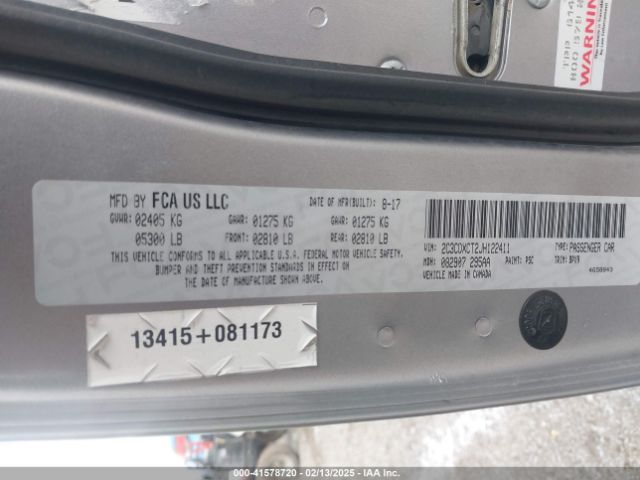 WARNING
MFD BY FCA US LLC DATE OF MFR(BUILT): 8-17
GVWR: 02405 KG GAWR: 01275 KG GAWR: 01275 KG
05300 LB FRONT: 02810 LB REAR: 02810 LB
THIS VEHICLE CONFORMS TO ALL APPLICABLE U.S.A. FEDERAL MOTOR VEHICLE SAFETY,
BUMPER AND THEFT PREVENTION STANDARDS IN EFFECT ON
THE DATE OF MANUFACTURE SHOWN ABOVE.
VIN: 2C3CDXCT2JH122411 TYPE: PASSENGER CAR
MDH: 082907 295AA PAINT: PSC TRIM: BPX9
VEHICLE MADE IN CANADA 4658943
13415+081173
000-41578720 - 02/13/2025 - IAA Inc.